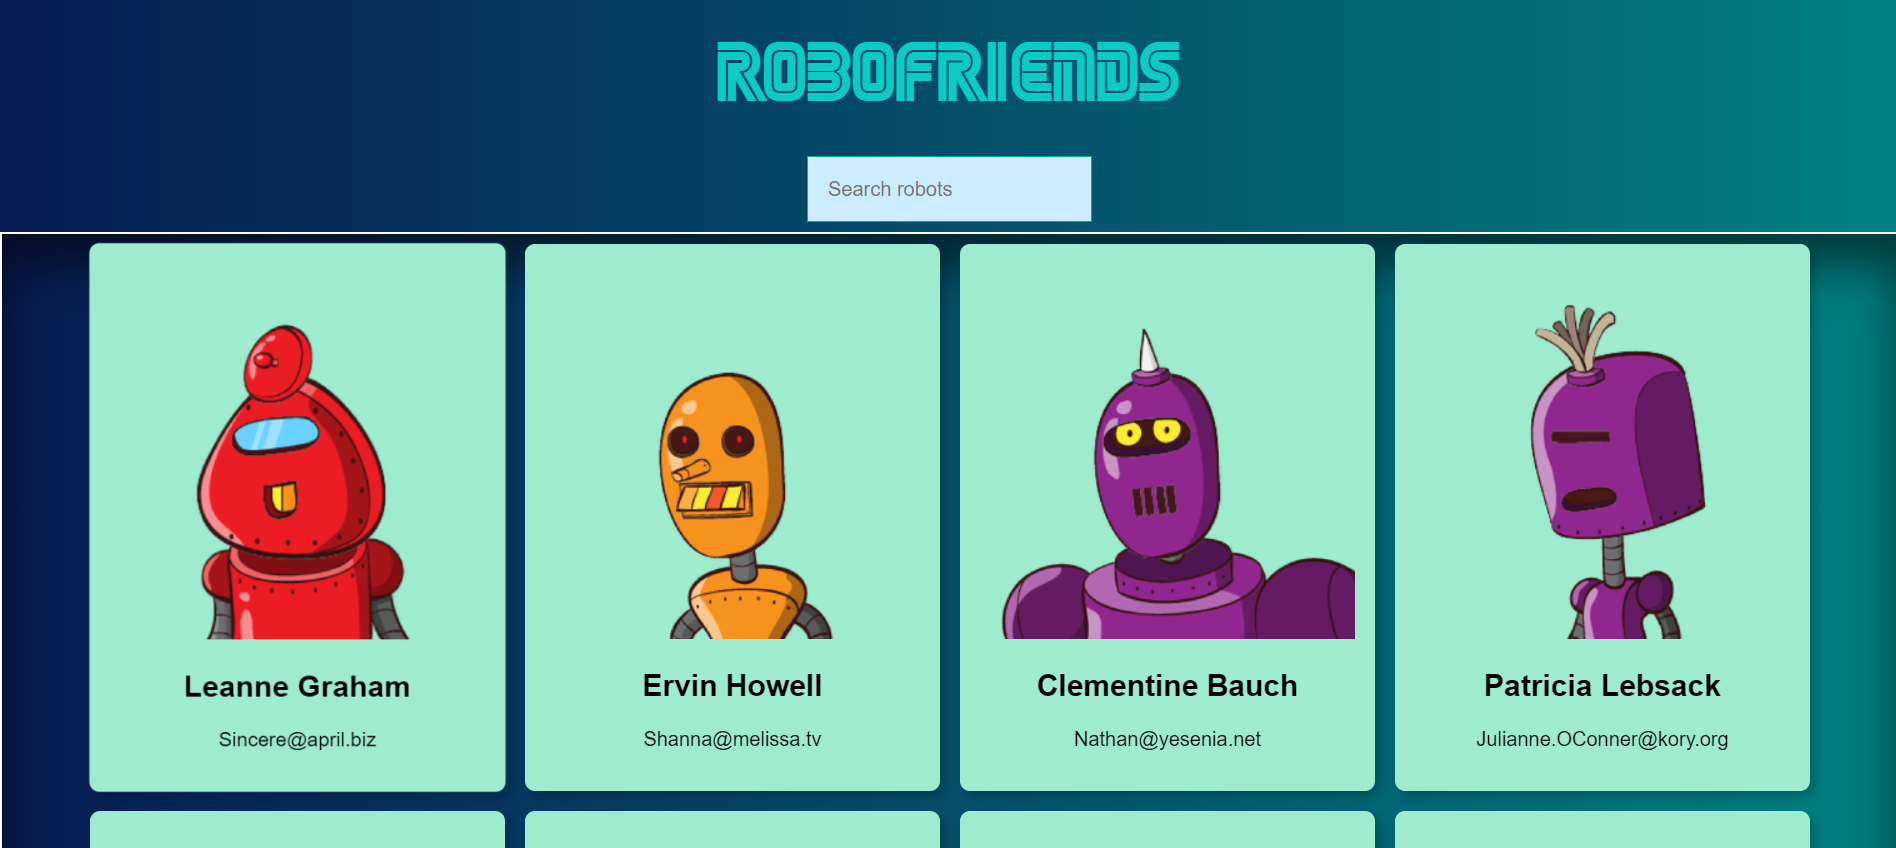 ROBOFRIENDS
Search robots
Leanne Graham
Sincere@april.biz
Ervin Howell
Shanna@melissa.tv
Clementine Bauch
Nathan@yesenia.net
Patricia Lebsack
Julianne.OConner@kory.org